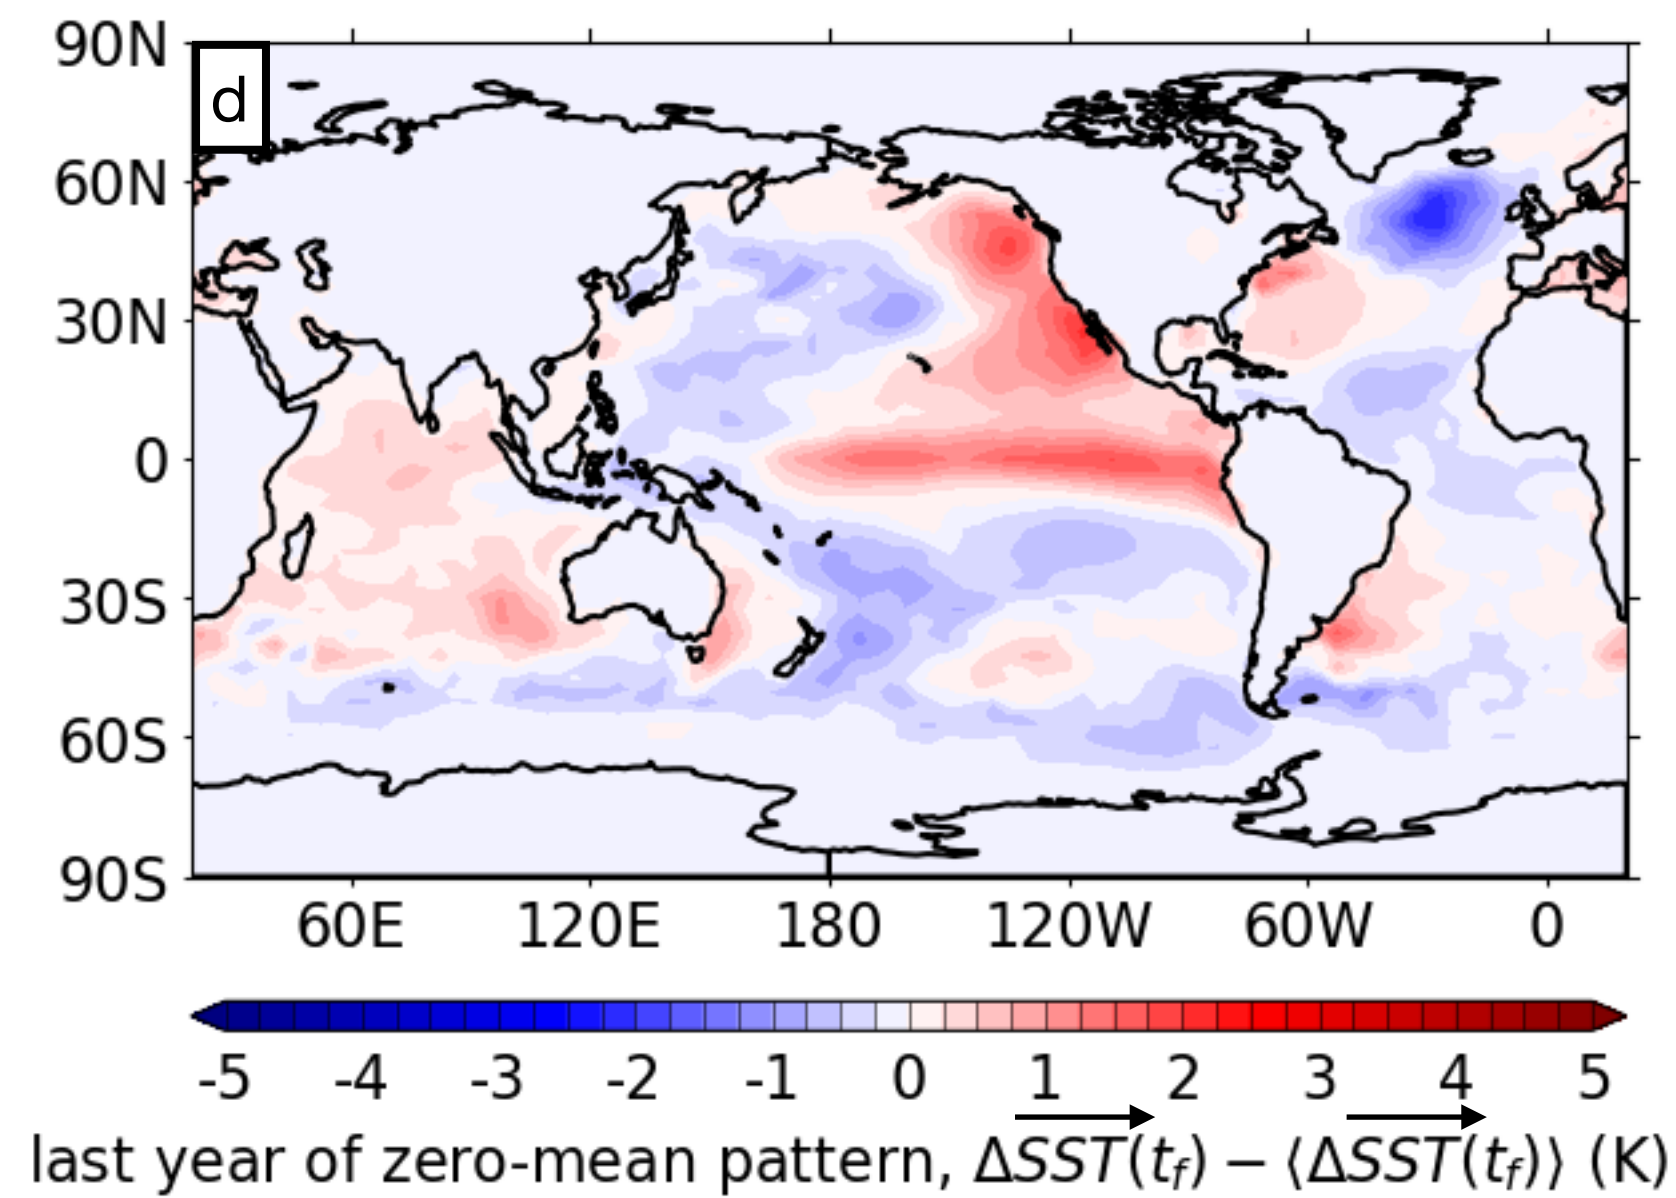 90N
d
60N
30N
0
30S
60S
90S
60E 120E 180 120W 60W 0
-5 -4 -3 -2 -1 0 1 2 3 4 5
last year of zero-mean pattern, ΔSST(t_f) − ⟨ΔSST(t_f)⟩ (K)